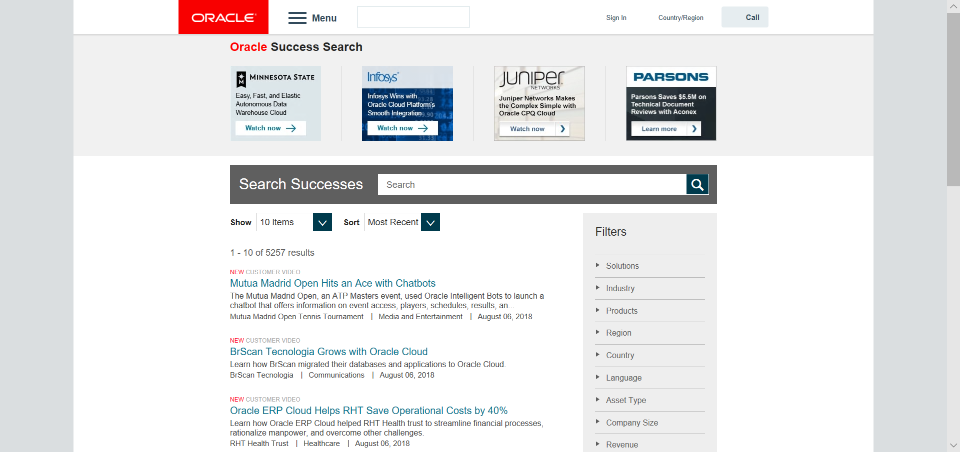 ORACLE
Menu
Sign In
Country/Region
Call
Oracle Success Search
MINNESOTA STATE
Easy, Fast, and Elastic
Autonomous Data
Warehouse Cloud
Watch now
Infosys
Infosys Wins with
Oracle Cloud Platform's
Smooth Integration
Watch now
JUNIPER
NETWORKS
Juniper Networks Makes
the Complex Simple with
Oracle CPQ Cloud
Watch now
PARSONS
Parsons Saves $5.5M on
Technical Document
Reviews with Aconex
Learn more
Search Successes
Search
Show 10 Items Sort Most Recent
1 - 10 of 5257 results
NEW CUSTOMER VIDEO
Mutua Madrid Open Hits an Ace with Chatbots
The Mutua Madrid Open, an ATP Masters event, used Oracle Intelligent Bots to launch a
chatbot that offers information on event access, players, schedules, results, an
Mutua Madrid Open Tennis Tournament | Media and Entertainment | August 06, 2018
NEW CUSTOMER VIDEO
BrScan Tecnologia Grows with Oracle Cloud
Learn how BrScan migrated their databases and applications to Oracle Cloud.
BrScan Tecnologia | Communications | August 06, 2018
NEW CUSTOMER VIDEO
Oracle ERP Cloud Helps RHT Save Operational Costs by 40%
Learn how Oracle ERP Cloud helped RHT Health trust to streamline financial processes,
rationalize manpower, and overcome other challenges.
RHT Health Trust | Healthcare | August 06, 2018
Filters
Solutions
Industry
Products
Region
Country
Language
Asset Type
Company Size
Revenue